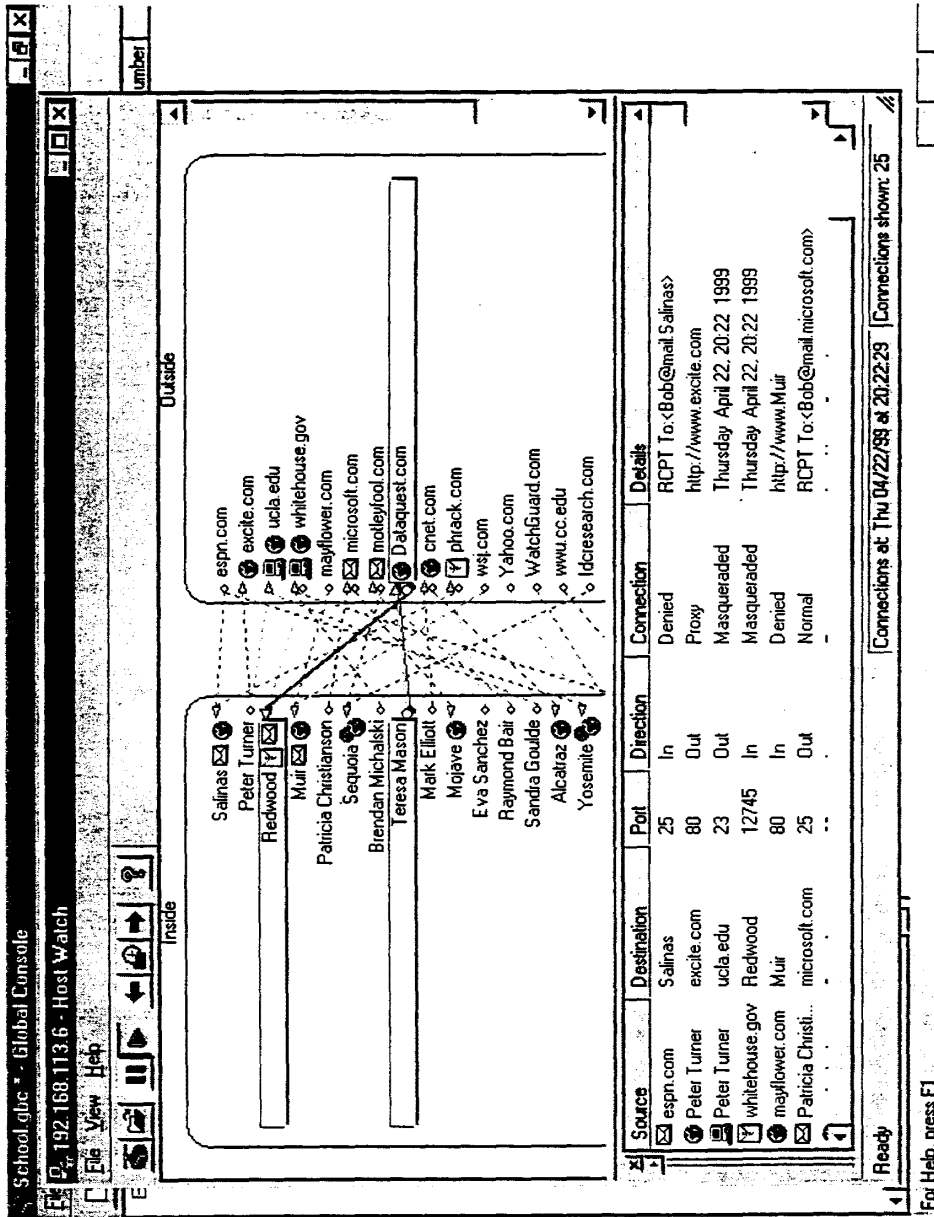 School.gbc * - Global Console
192.168.113.6 - Host Watch
File View Help
umber
Inside
Outside
Salinas
Peter Turner
Redwood
Muir
Patricia Christianson
Sequoia
Brendan Michalski
Teresa Mason
Mark Elliott
Mojave
Eva Sanchez
Raymond Bair
Sandra Goulde
Alcatraz
Yosemite
espn.com
excite.com
ucla.edu
whitehouse.gov
mayflower.com
microsoft.com
motleyfool.com
Dataquest.com
cnet.com
phrack.com
wsj.com
Yahoo.com
WatchGuard.com
wwu.cc.edu
Idcresearch.com
Source Destination Port Direction Connection Details
espn.com Salinas 25 In Denied RCPT To:<Bob@mail.Salinas>
Peter Turner excite.com 80 Out Proxy http://www.excite.com
Peter Turner ucla.edu 23 Out Masqueraded Thursday April 22, 20:22 1999
whitehouse.gov Redwood 12745 In Masqueraded Thursday April 22, 20:22 1999
mayflower.com Muir 80 In Denied http://www.Muir
Patricia Christi... microsoft.com 25 Out Normal RCPT To:<Bob@mail.microsoft.com>
Ready
Connections at: Thu 04/22/99 at 20:22:29 Connections shown: 25
For Help, press F1